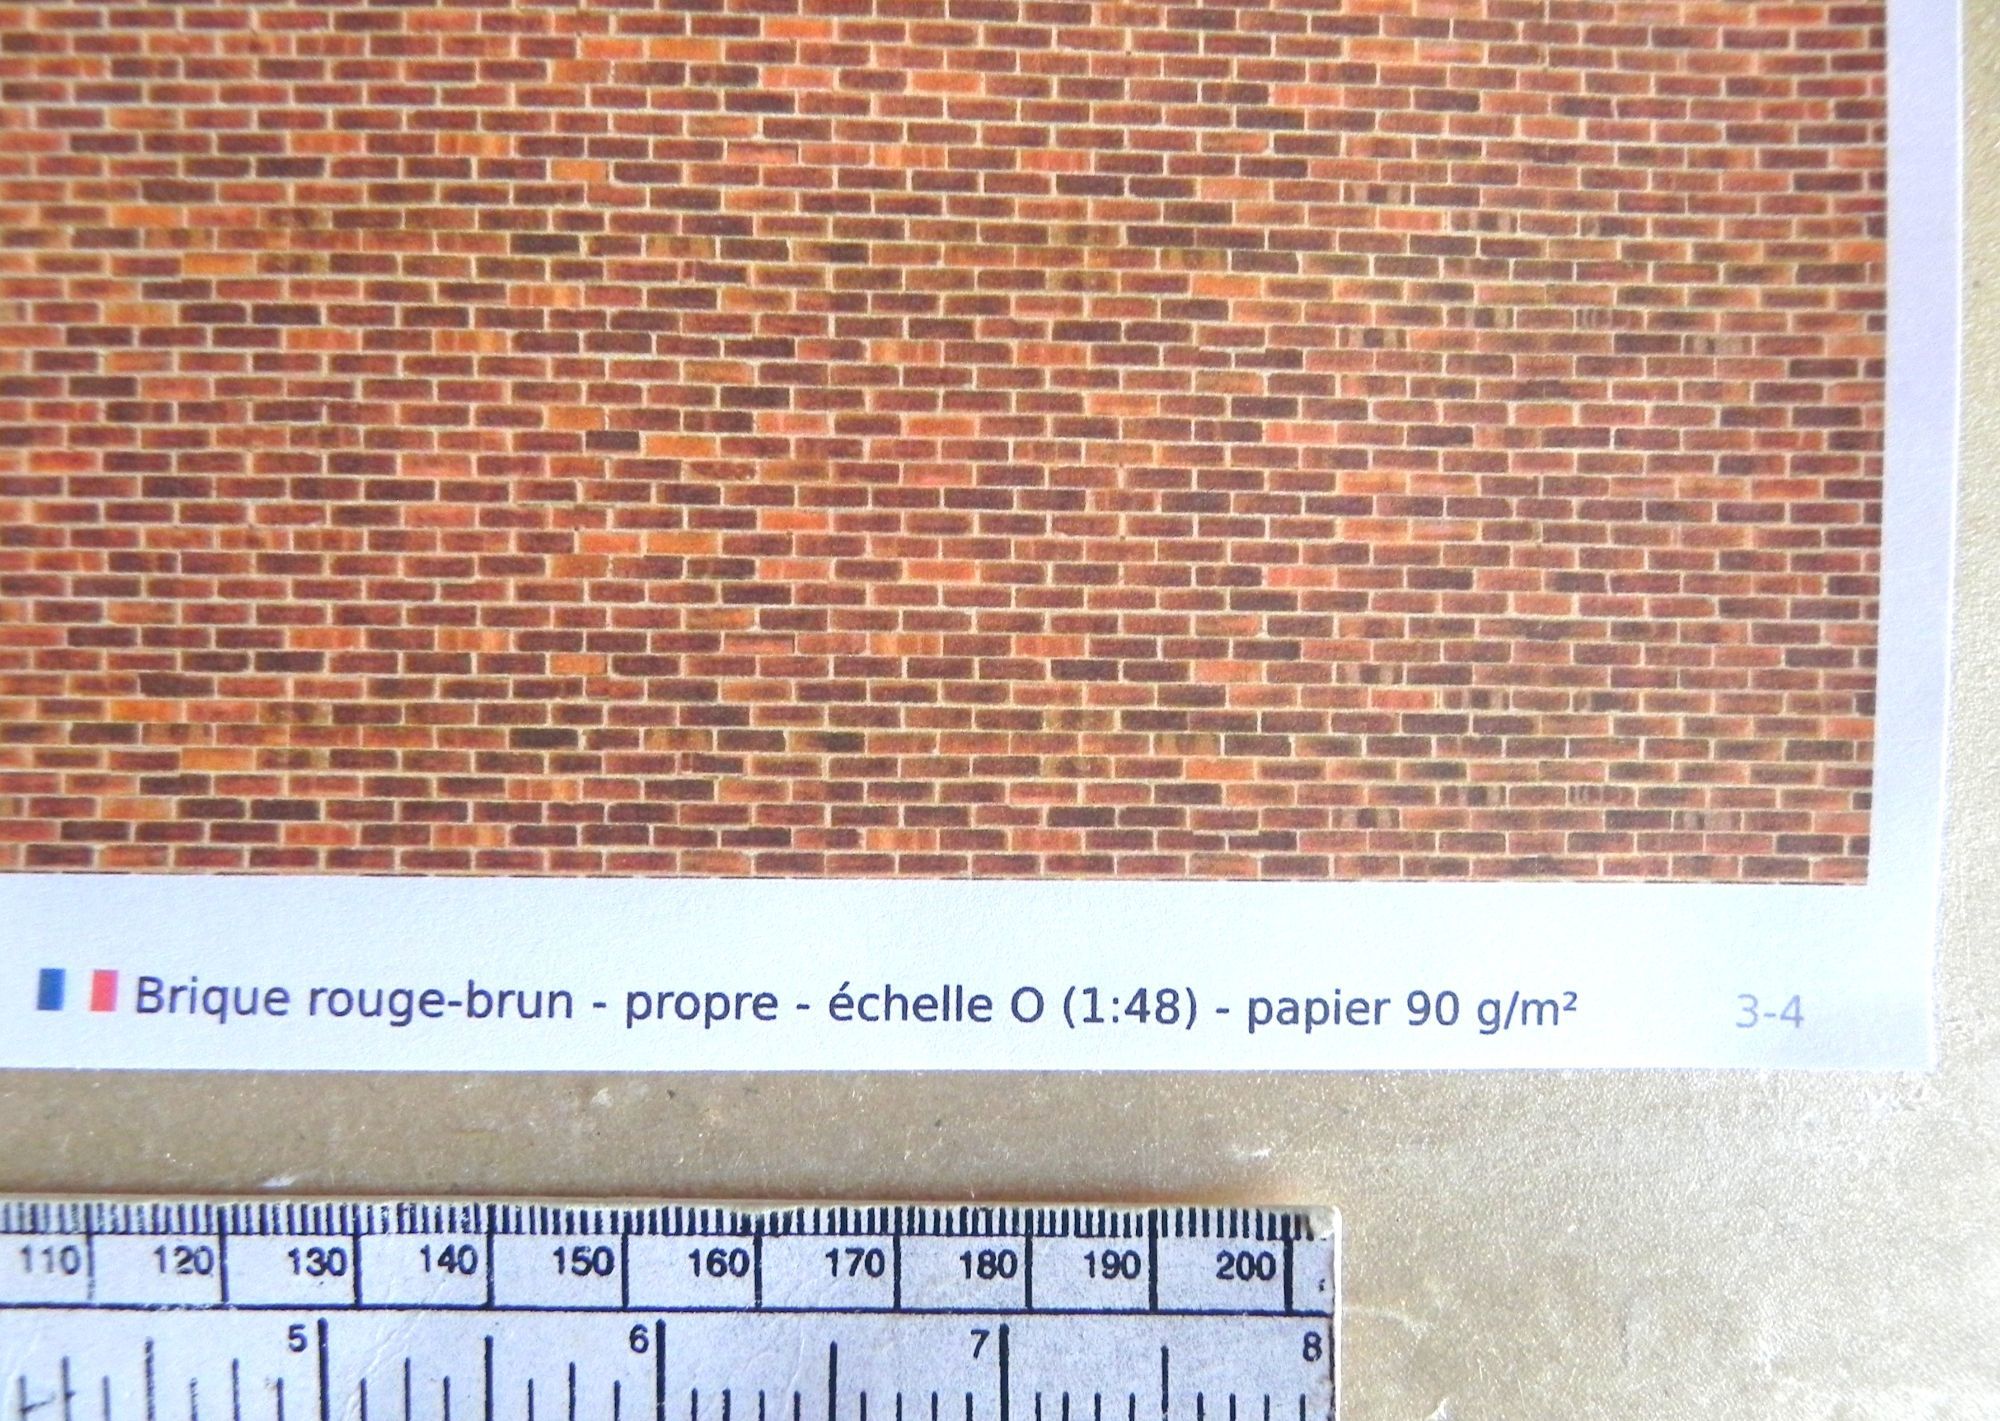 Brique rouge-brun - propre - échelle O (1:48) - papier 90 g/m² 3-4
110 120 130 140 150 160 170 180 190 200
5 6 7 8